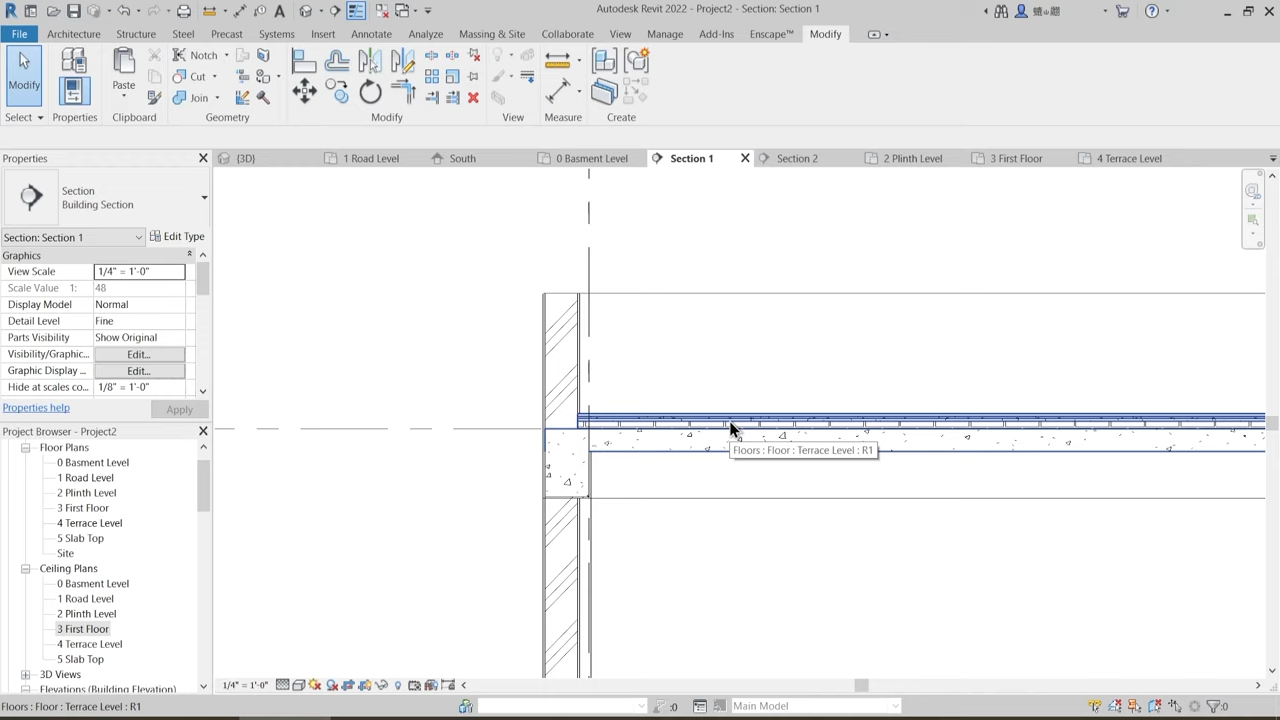 Autodesk Revit 2022 - Project2 - Section: Section 1
File Architecture Structure Steel Precast Systems Insert Annotate Analyze Massing & Site Collaborate View Manage Add-Ins Enscape™ Modify
Modify
Paste
Notch
Cut
Join
Select Properties Clipboard Geometry Modify View Measure Create
Properties
{3D} 1 Road Level South 0 Basment Level Section 1 Section 2 2 Plinth Level 3 First Floor 4 Terrace Level
Section
Building Section
Section: Section 1 Edit Type
Graphics
View Scale 1/4" = 1'-0"
Scale Value 1: 48
Display Model Normal
Detail Level Fine
Parts Visibility Show Original
Visibility/Graphic... Edit...
Graphic Display ... Edit...
Hide at scales co... 1/8" = 1'-0"
Properties help Apply
Project Browser - Project2
Floor Plans
0 Basment Level
1 Road Level
2 Plinth Level
3 First Floor
4 Terrace Level
5 Slab Top
Site
Ceiling Plans
0 Basment Level
1 Road Level
2 Plinth Level
3 First Floor
4 Terrace Level
5 Slab Top
3D Views
Elevations (Building Elevation)
Floors : Floor : Terrace Level : R1
1/4" = 1'-0"
Floors : Floor : Terrace Level : R1
:0
Main Model
:0